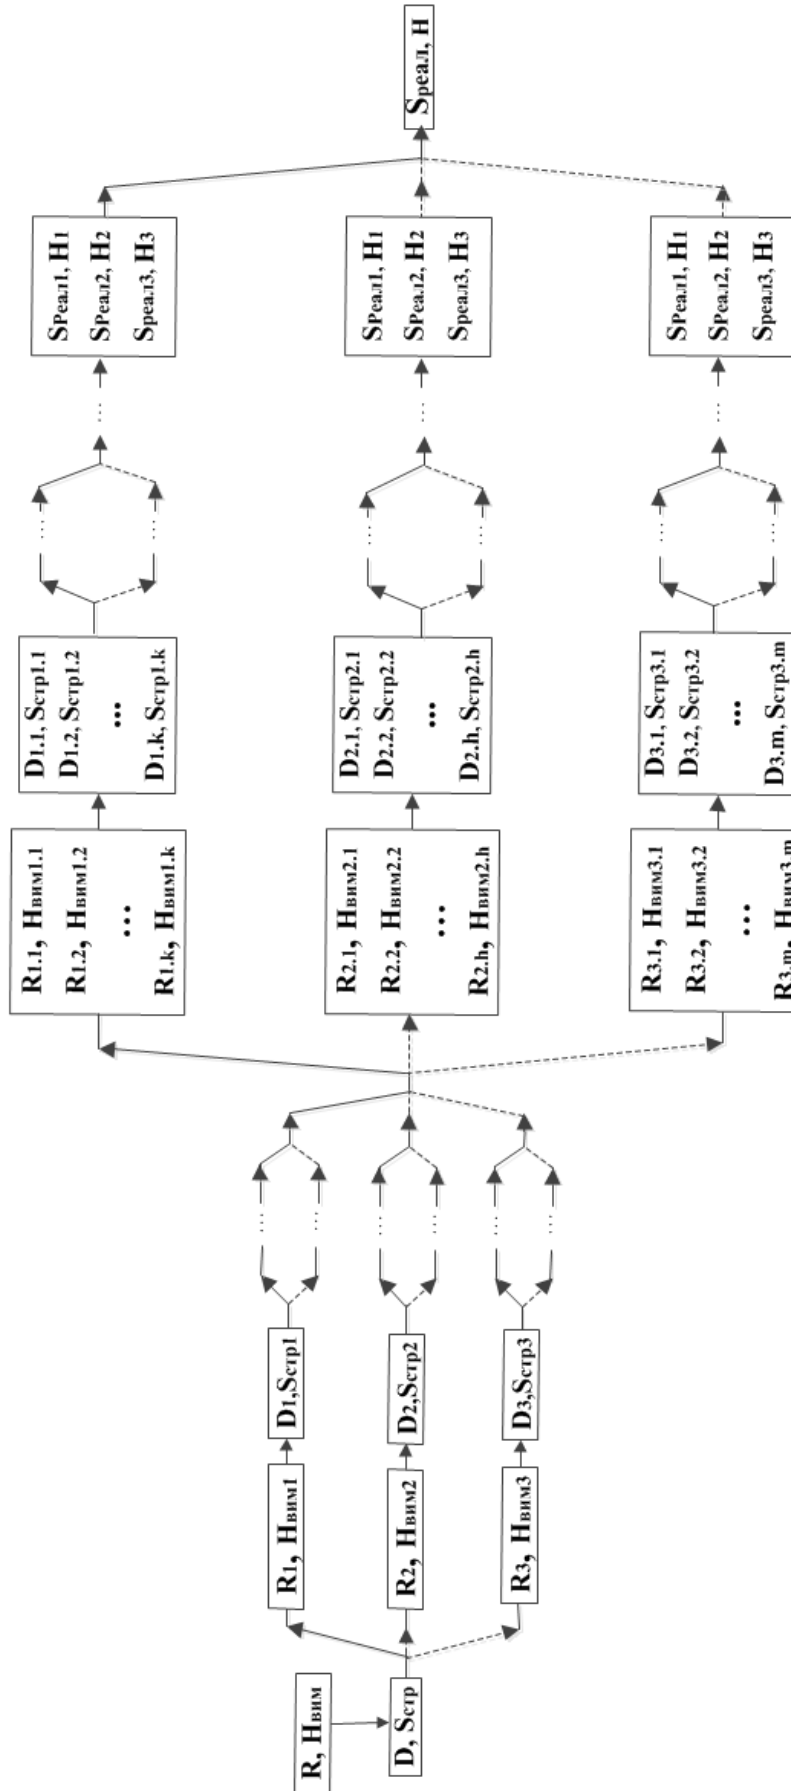 R, Hвим
D, Sстр
R1, Hвим1
D1,Sстр1
R2, Hвим2
D2,Sстр2
R3, Hвим3
D3,Sстр3
R1.1, Hвим1.1
R1.2, Hвим1.2
...
R1.k, Hвим1.k
D1.1, Sстр1.1
D1.2, Sстр1.2
...
D1.k, Sстр1.k
SРеал1, H1
SРеал2, H2
Sреал3, H3
R2.1, Hвим2.1
R2.2, Hвим2.2
...
R2.h, Hвим2.h
D2.1, Sстр2.1
D2.2, Sстр2.2
...
D2.h, Sстр2.h
SРеал1, H1
SРеал2, H2
Sреал3, H3
R3.1, Hвим3.1
R3.2, Hвим3.2
...
R3.m, Hвим3.m
D3.1, Sстр3.1
D3.2, Sстр3.2
...
D3.m, Sстр3.m
SРеал1, H1
SРеал2, H2
Sреал3, H3
Sреал, H